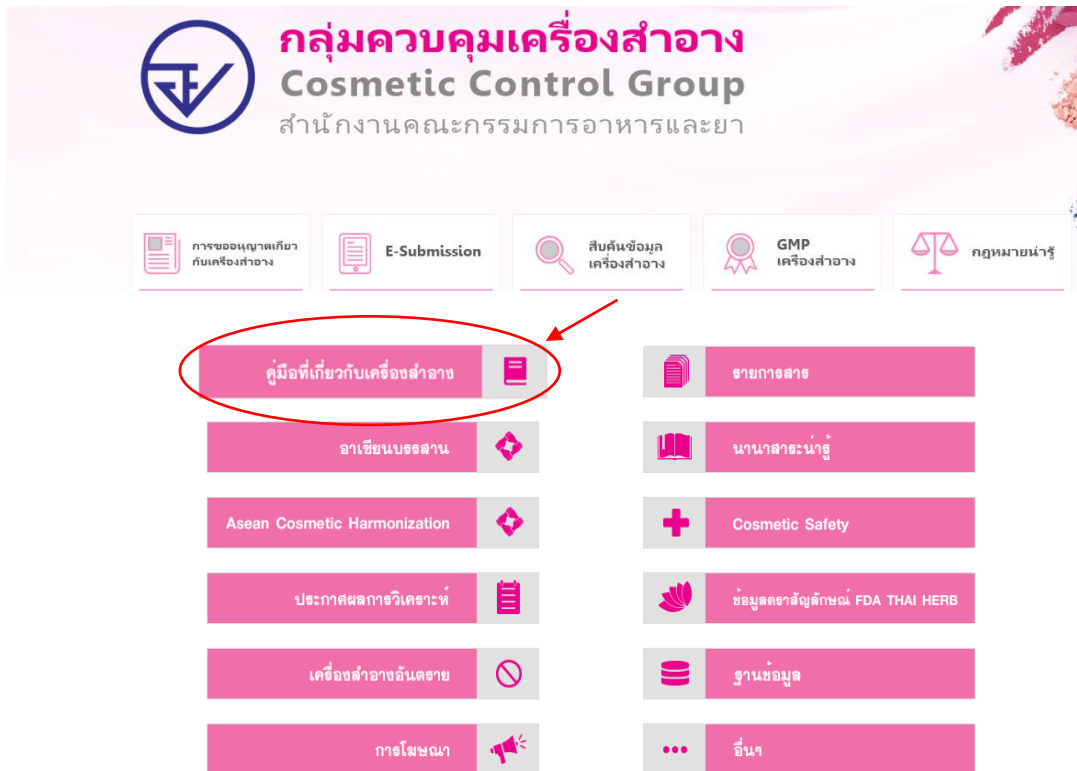 กลุ่มควบคุมเครื่องสำอาง
Cosmetic Control Group
สำนักงานคณะกรรมการอาหารและยา
การขออนุญาตเกี่ยว
กับเครื่องสำอาง
E-Submission
สืบค้นข้อมูล
เครื่องสำอาง
GMP
เครื่องสำอาง
กฎหมายน่ารู้
คู่มือที่เกี่ยวกับเครื่องสำอาง
รายการสาร
อาเซียนบรรสาน
นานาสาระน่ารู้
Asean Cosmetic Harmonization
Cosmetic Safety
ประกาศผลการวิเคราะห์
ข้อมูลตราสัญลักษณ์ FDA THAI HERB
เครื่องสำอางอันตราย
ฐานข้อมูล
การโฆษณา
อื่นๆ